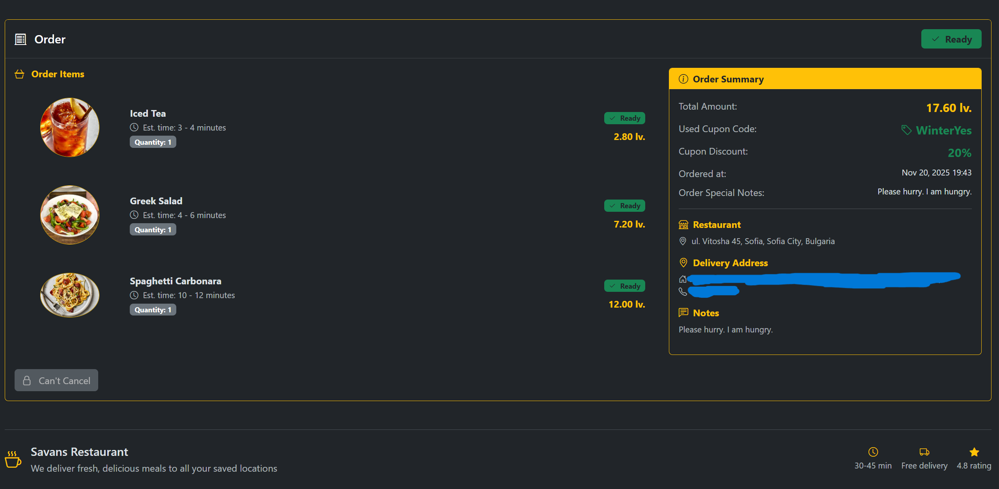 Order
Ready
Order Items
Iced Tea
Est. time: 3 - 4 minutes
Quantity: 1
Ready
2.80 lv.
Greek Salad
Est. time: 4 - 6 minutes
Quantity: 1
Ready
7.20 lv.
Spaghetti Carbonara
Est. time: 10 - 12 minutes
Quantity: 1
Ready
12.00 lv.
Can't Cancel
Order Summary
Total Amount: 17.60 lv.
Used Cupon Code: WinterYes
Cupon Discount: 20%
Ordered at: Nov 20, 2025 19:43
Order Special Notes: Please hurry. I am hungry.
Restaurant
ul. Vitosha 45, Sofia, Sofia City, Bulgaria
Delivery Address
Notes
Please hurry. I am hungry.
Savans Restaurant
We deliver fresh, delicious meals to all your saved locations
30-45 min
Free delivery
4.8 rating